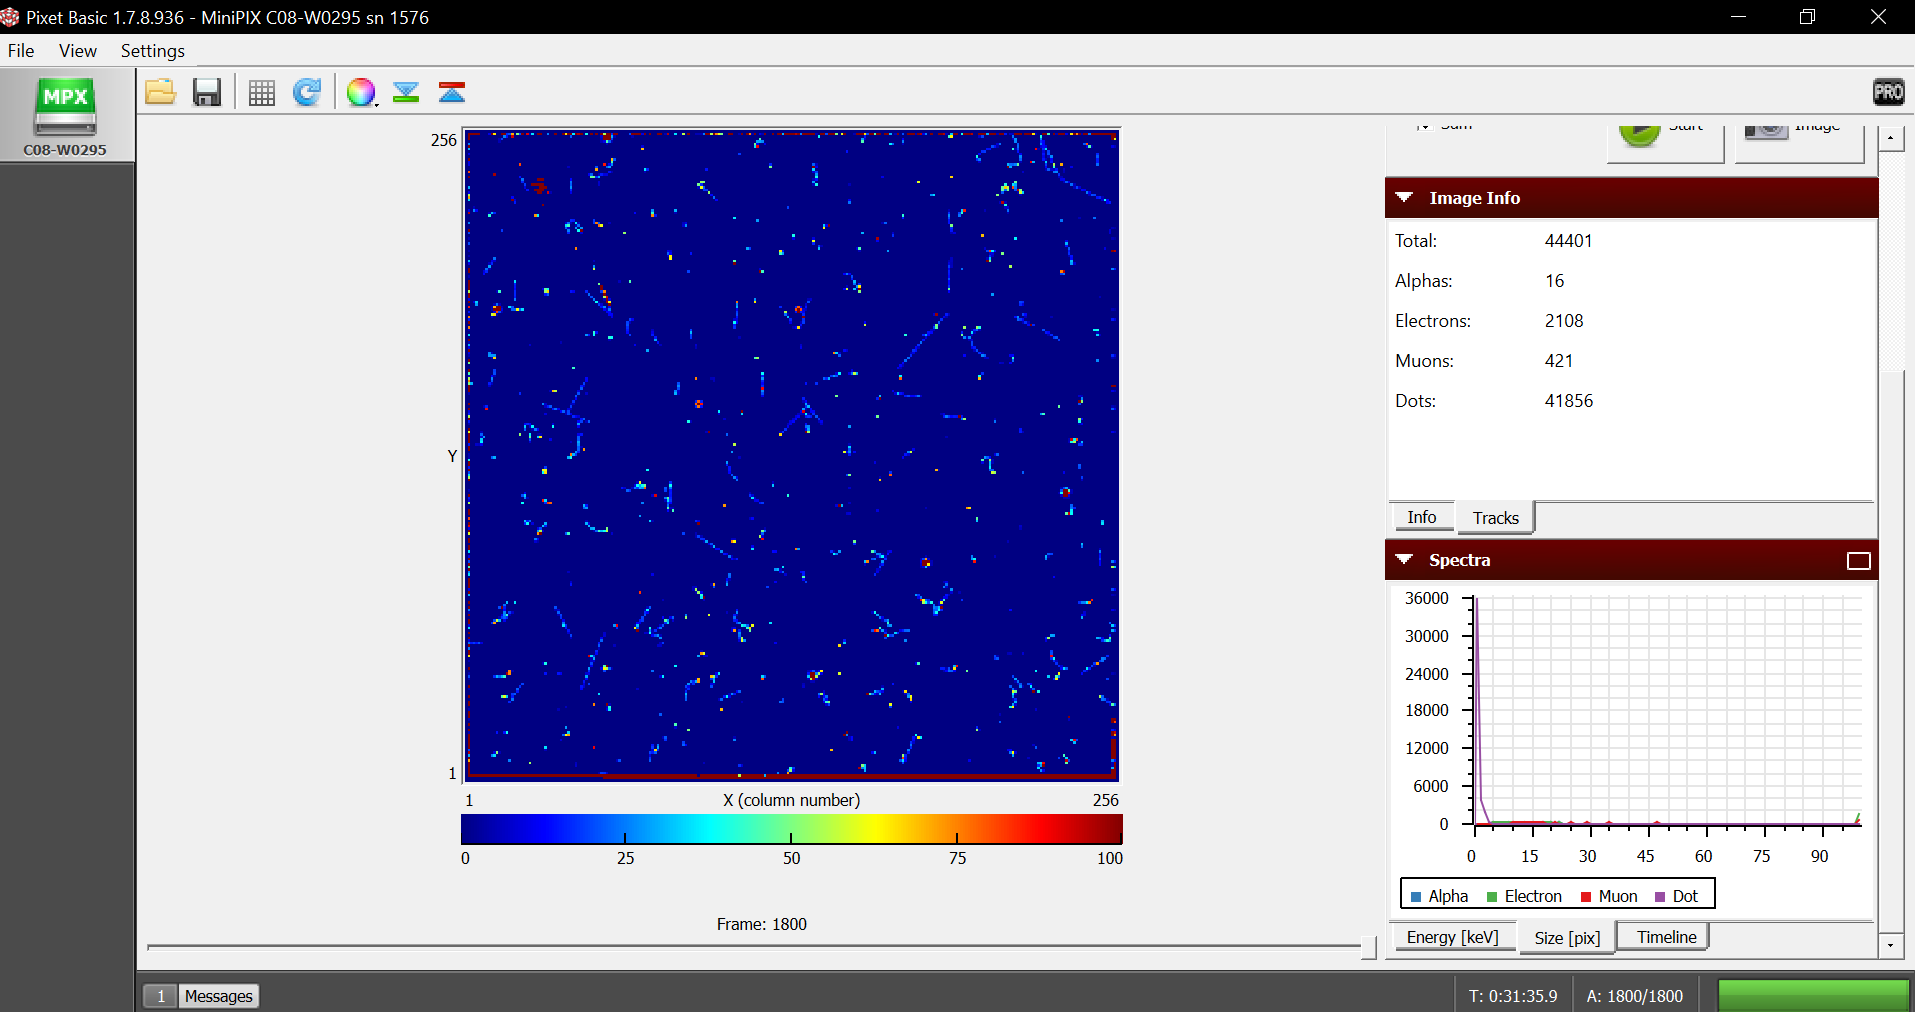 Pixet Basic 1.7.8.936 - MiniPIX C08-W0295 sn 1576
File View Settings
MPX
C08-W0295
PRO
256
Y
1
1 X (column number) 256
0 25 50 75 100
Frame: 1800
Sum Start Image
Image Info
Total: 44401
Alphas: 16
Electrons: 2108
Muons: 421
Dots: 41856
Info Tracks
Spectra
36000
30000
24000
18000
12000
6000
0
0 15 30 45 60 75 90
Alpha Electron Muon Dot
Energy [keV] Size [pix] Timeline
1 Messages T: 0:31:35.9 A: 1800/1800